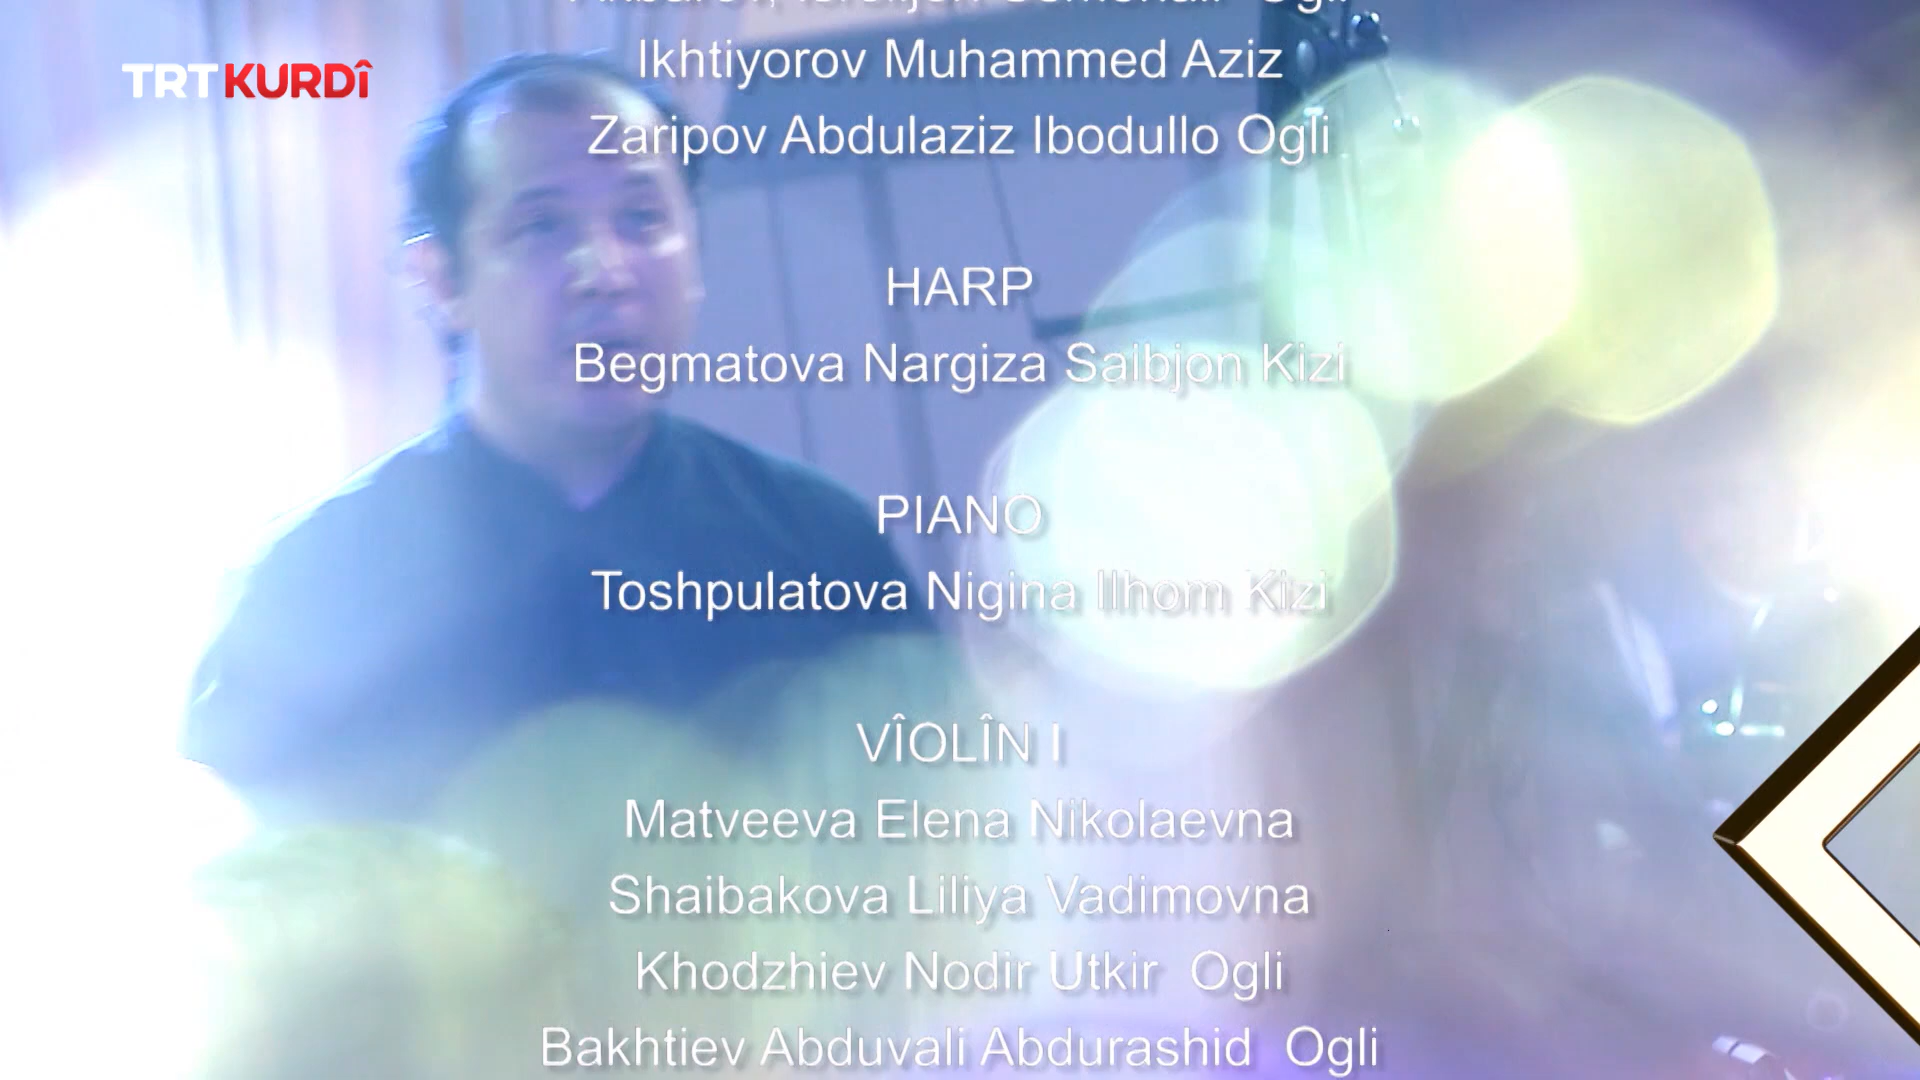 TRT KURDÎ
Ikhtiyorov Muhammed Aziz
Zaripov Abdulaziz Ibodullo Ogli
HARP
Begmatova Nargiza Saibjon Kizi
PIANO
Toshpulatova Nigina Ilhom Kizi
VÎOLÎN I
Matveeva Elena Nikolaevna
Shaibakova Liliya Vadimovna
Khodzhiev Nodir Utkir Ogli
Bakhtiev Abduvali Abdurashid Ogli